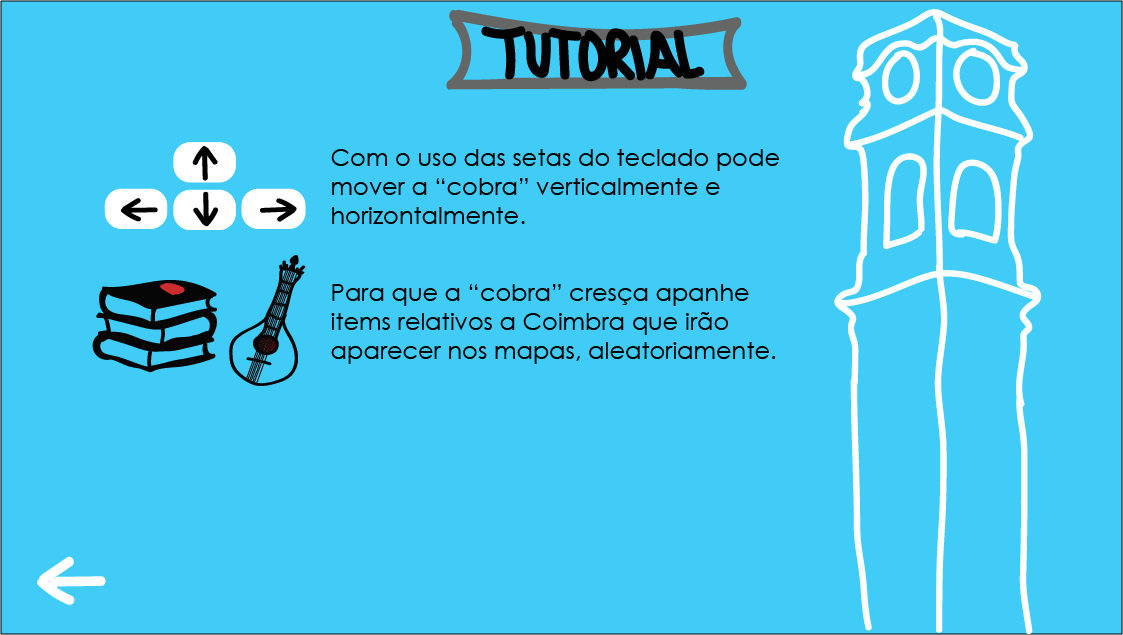 TUTORIAL
Com o uso das setas do teclado pode
mover a “cobra” verticalmente e
horizontalmente.
Para que a “cobra” cresça apanhe
items relativos a Coimbra que irão
aparecer nos mapas, aleatoriamente.